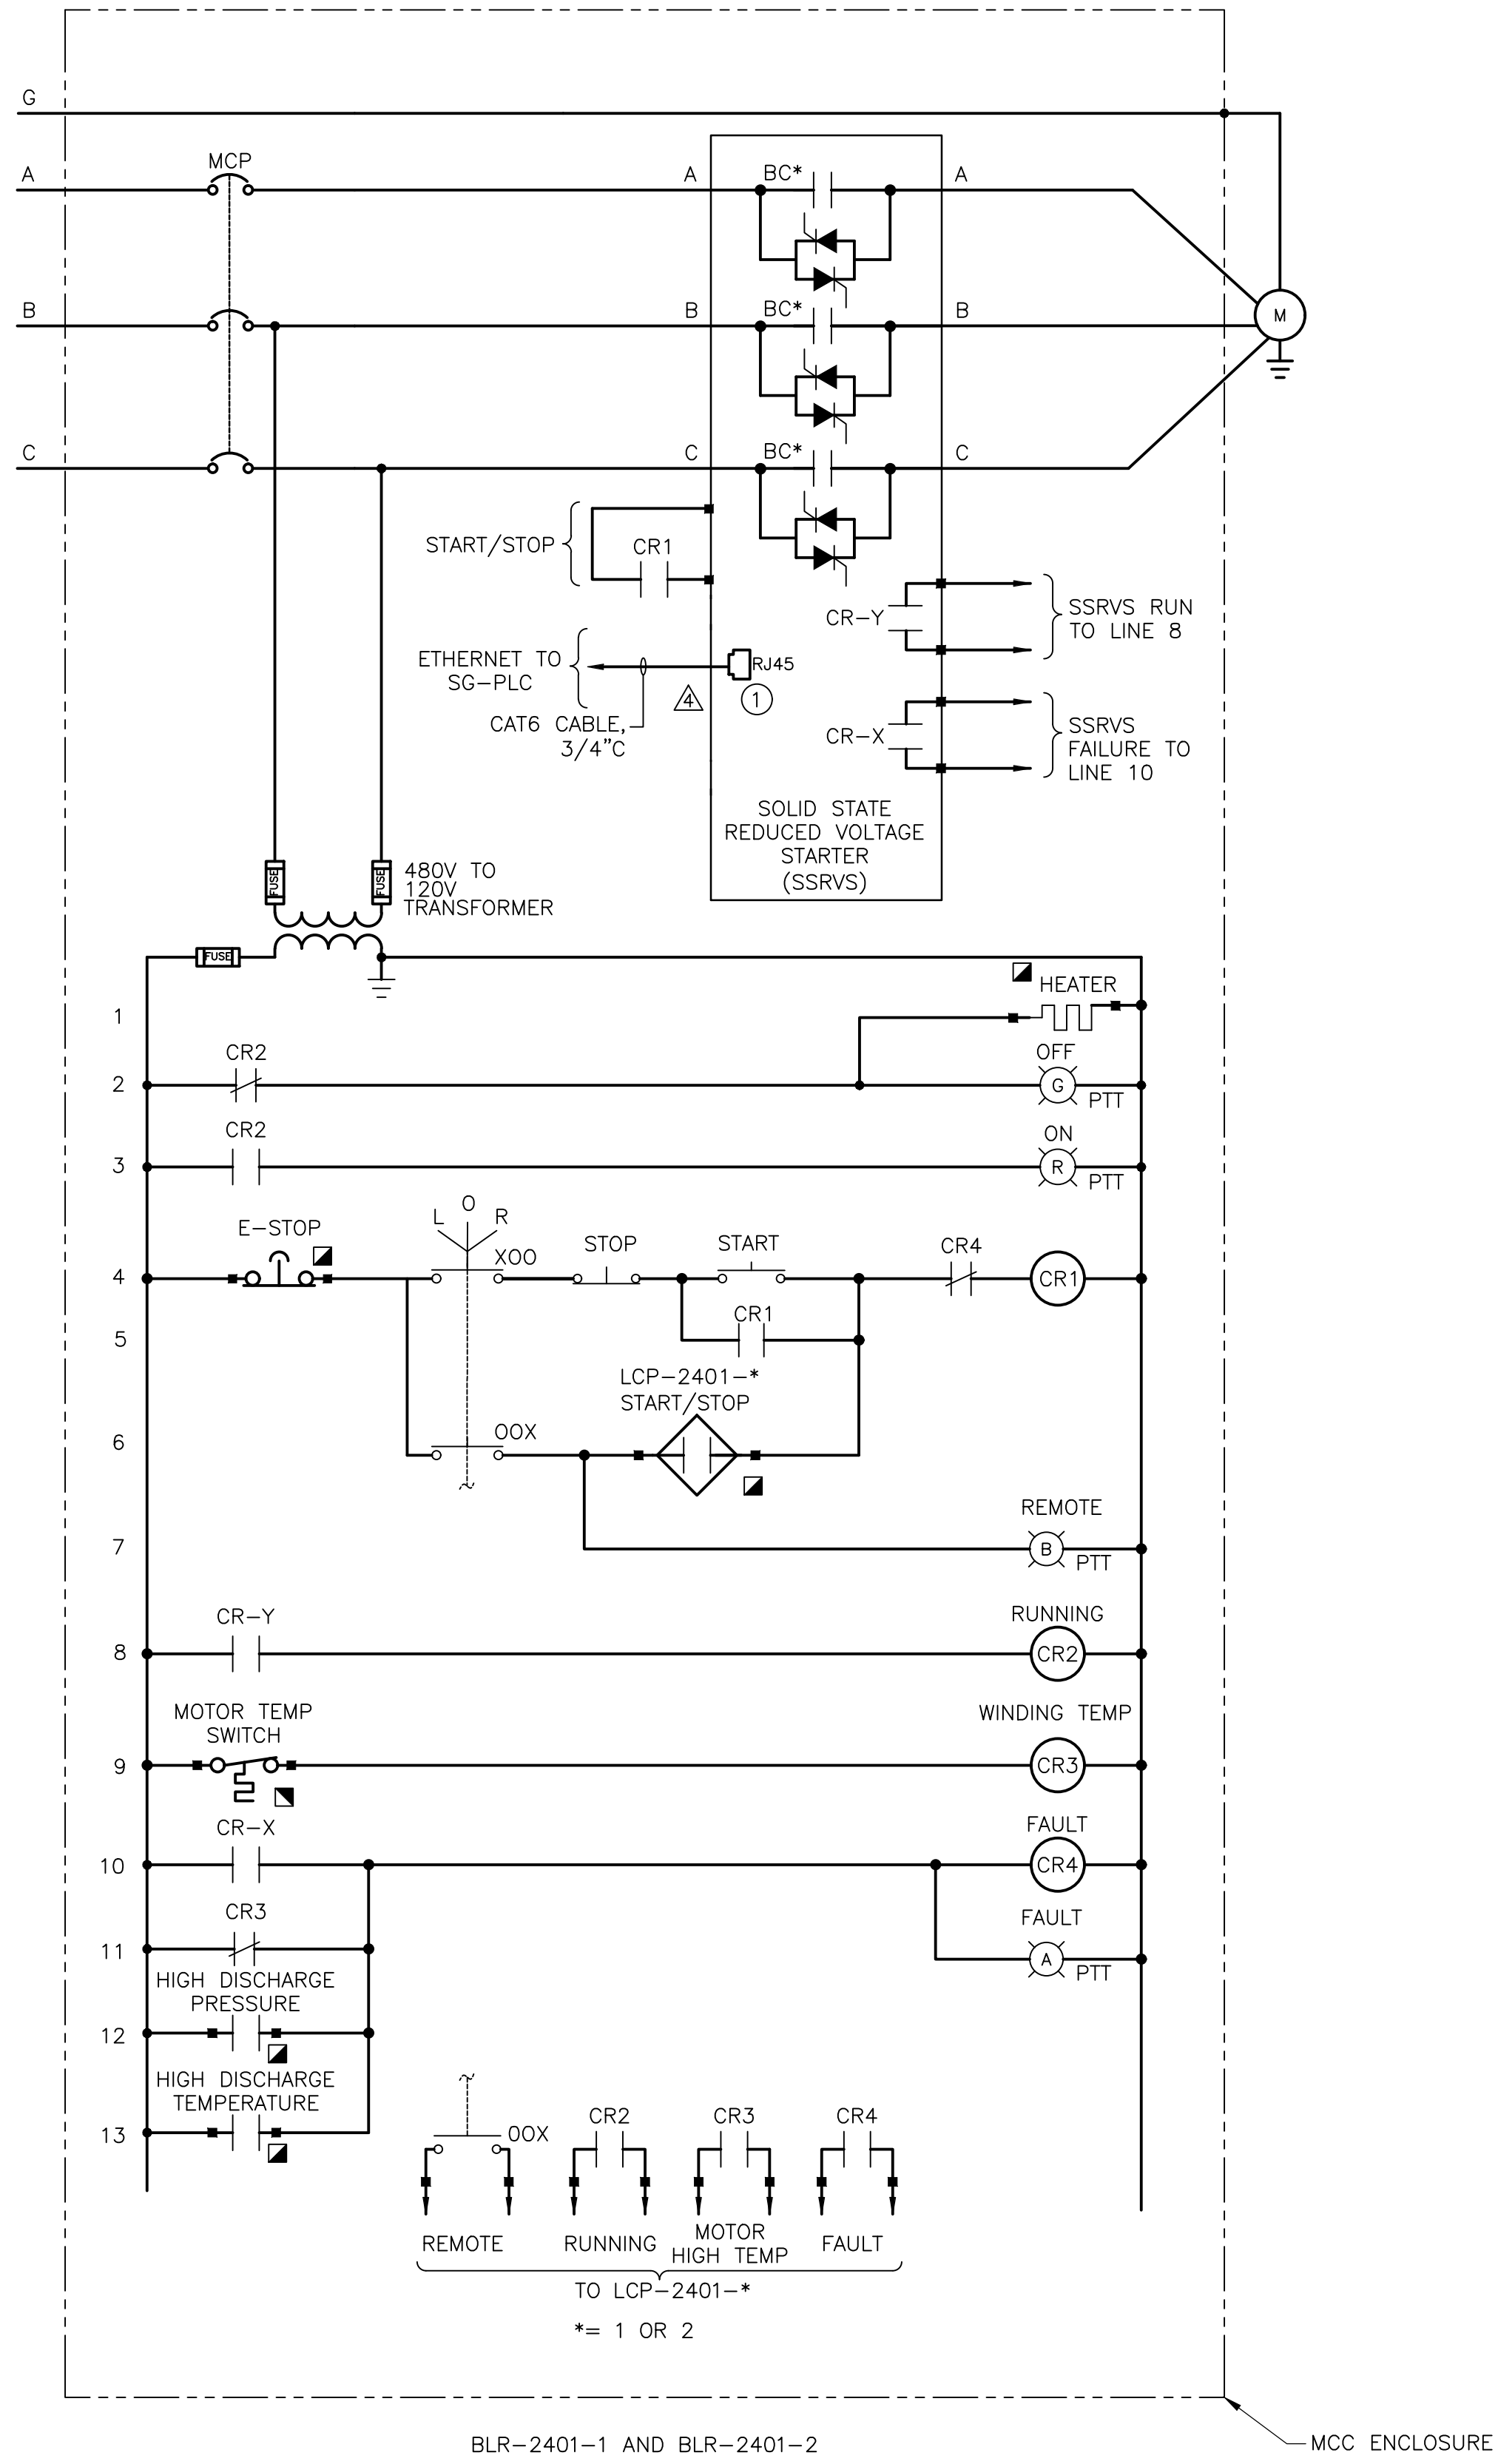 G
MCP
A
A
BC*
A
B
B
BC*
B
M
C
C
BC*
C
START/STOP
CR1
CR-Y
SSRVS RUN
TO LINE 8
ETHERNET TO
SG-PLC
RJ45
4
1
CAT6 CABLE,
3/4"C
CR-X
SSRVS
FAILURE TO
LINE 10
SOLID STATE
REDUCED VOLTAGE
STARTER
(SSRVS)
FUSE
FUSE
480V TO
120V
TRANSFORMER
FUSE
1
HEATER
2
CR2
OFF
G
PTT
3
CR2
ON
R
PTT
L
O
R
4
E-STOP
XOO
STOP
START
CR4
CR1
5
CR1
LCP-2401-*
START/STOP
6
OOX
7
REMOTE
B
PTT
8
CR-Y
RUNNING
CR2
9
MOTOR TEMP
SWITCH
WINDING TEMP
CR3
10
CR-X
FAULT
CR4
11
CR3
FAULT
A
PTT
12
HIGH DISCHARGE
PRESSURE
13
HIGH DISCHARGE
TEMPERATURE
OOX
CR2
CR3
CR4
REMOTE
RUNNING
MOTOR
HIGH TEMP
FAULT
TO LCP-2401-*
*= 1 OR 2
BLR-2401-1 AND BLR-2401-2
MCC ENCLOSURE